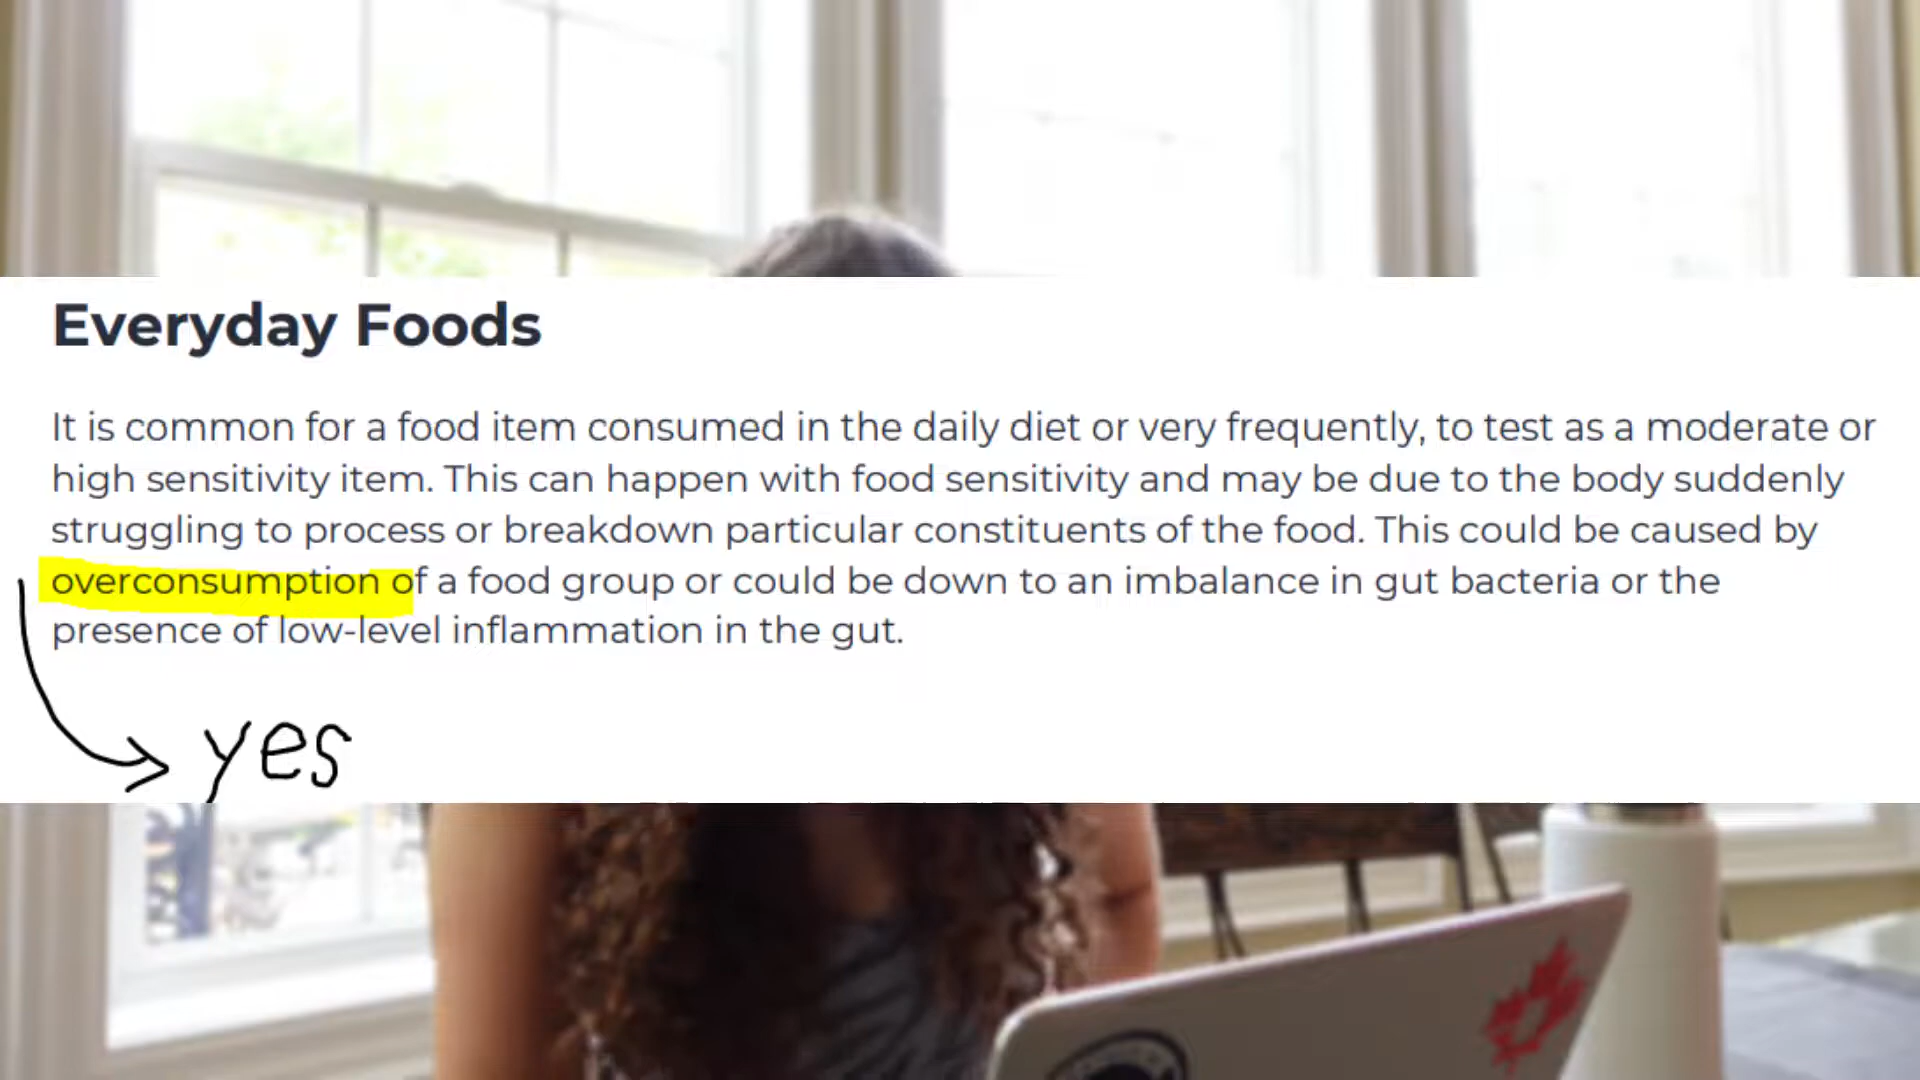 Everyday Foods
It is common for a food item consumed in the daily diet or very frequently, to test as a moderate or
high sensitivity item. This can happen with food sensitivity and may be due to the body suddenly
struggling to process or breakdown particular constituents of the food. This could be caused by
overconsumption of a food group or could be down to an imbalance in gut bacteria or the
presence of low-level inflammation in the gut.
yes